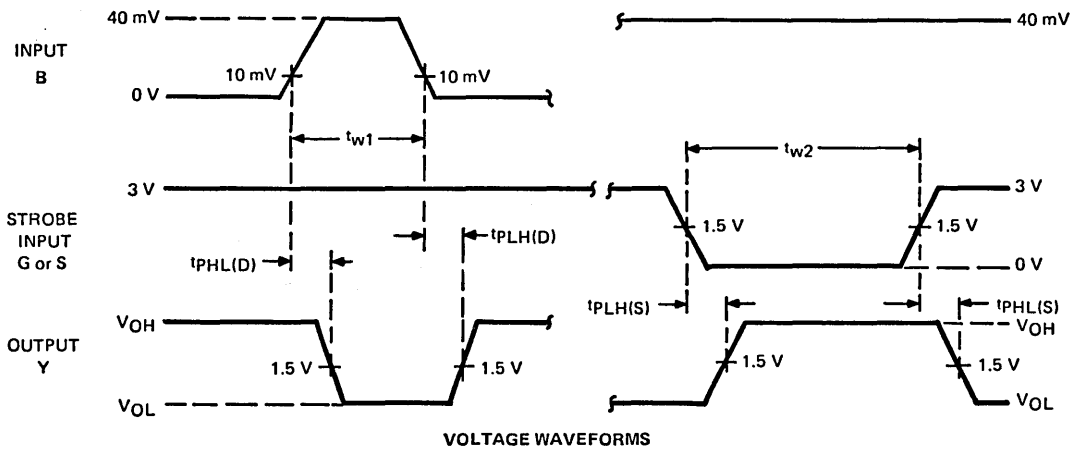 40 mV
40 mV
INPUT
B
10 mV
10 mV
0 V
tw1
tw2
3 V
3 V
STROBE
INPUT
G or S
1.5 V
1.5 V
tPLH(D)
tPHL(D)
0 V
tPLH(S)
tPHL(S)
VOH
VOH
OUTPUT
Y
1.5 V
1.5 V
1.5 V
1.5 V
VOL
VOL
VOLTAGE WAVEFORMS